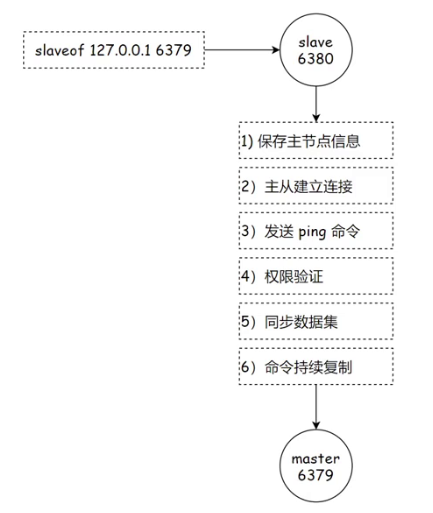 slaveof 127.0.0.1 6379
slave
6380
1) 保存主节点信息
2）主从建立连接
3）发送 ping 命令
4）权限验证
5）同步数据集
6）命令持续复制
master
6379